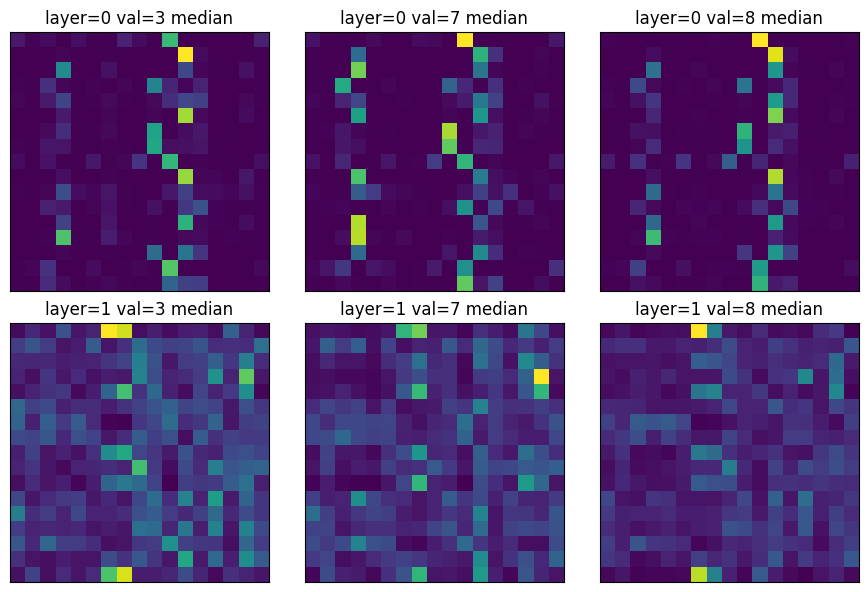 layer=0 val=3 median
layer=0 val=7 median
layer=0 val=8 median
layer=1 val=3 median
layer=1 val=7 median
layer=1 val=8 median